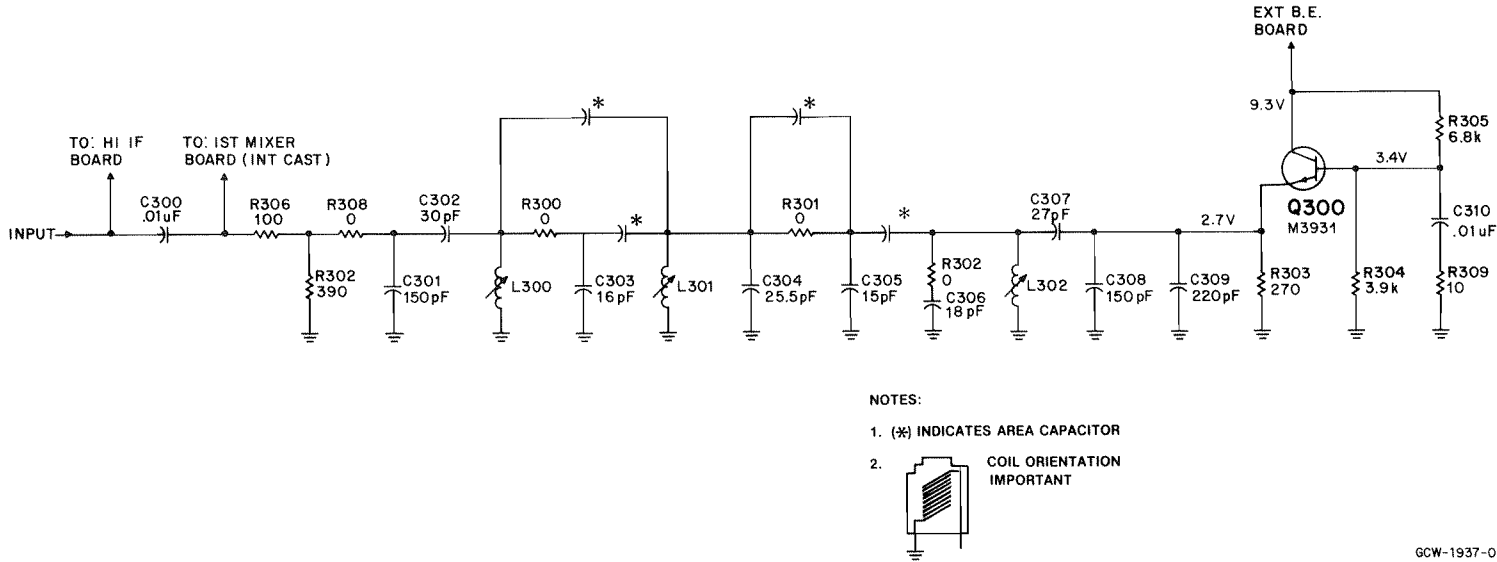 EXT B.E.
BOARD
9.3V
R305
6.8k
3.4V
TO: HI IF
BOARD
TO: 1ST MIXER
BOARD (INT CAST)
*
*
INPUT
C300
.01uF
R306
100
R308
0
C302
30pF
R300
0
*
R301
0
*
C307
27pF
2.7V
Q300
M3931
C310
.01uF
R302
390
C301
150pF
L300
C303
16pF
L301
C304
25.5pF
C305
15pF
R302
0
C306
18pF
L302
C308
150pF
C309
220pF
R303
270
R304
3.9k
R309
10
NOTES:
1. (*) INDICATES AREA CAPACITOR
2. COIL ORIENTATION
IMPORTANT
GCW-1937-O